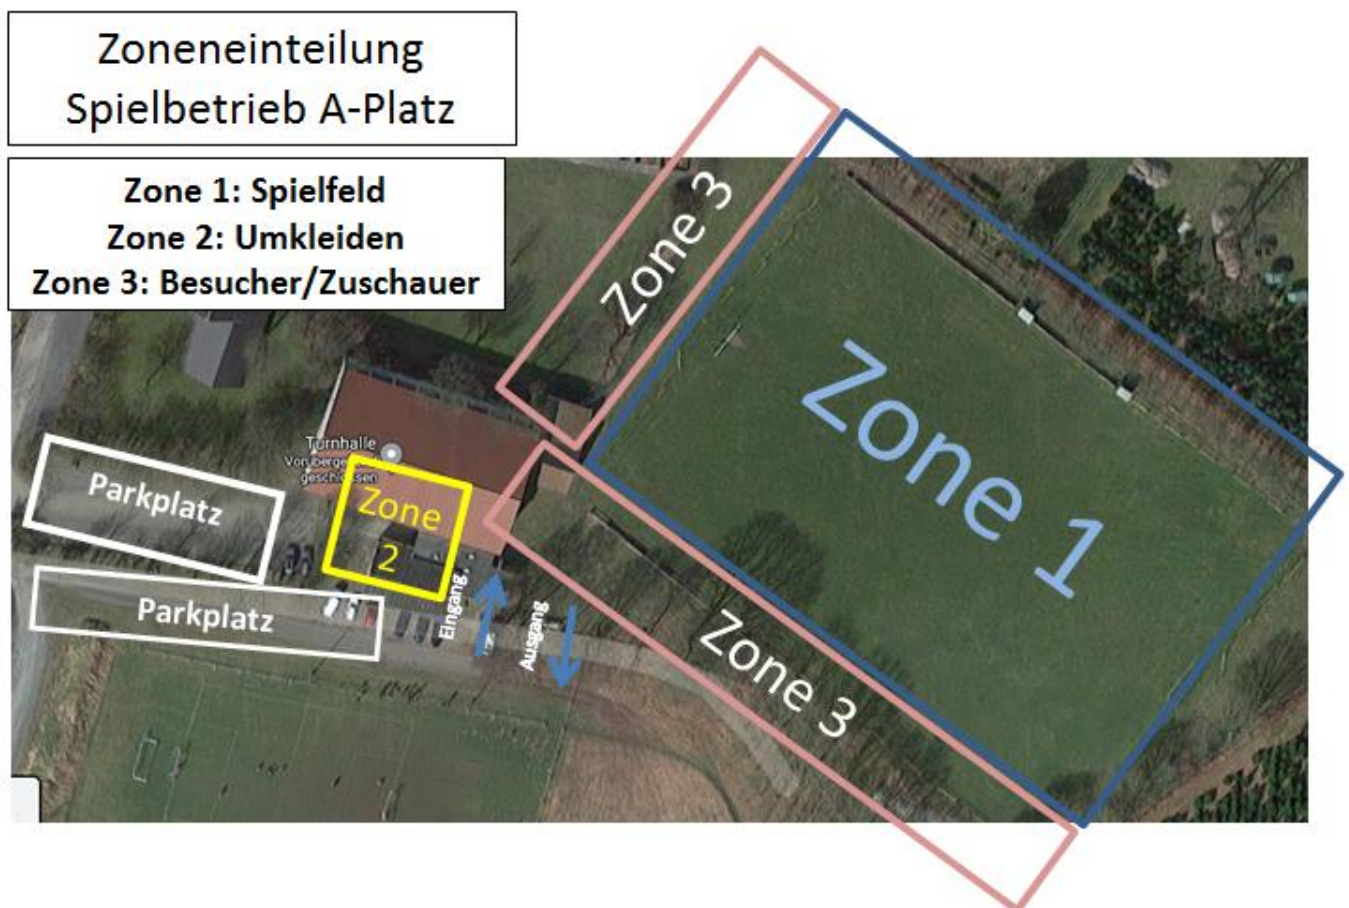 Zoneneinteilung
Spielbetrieb A-Platz
Zone 1: Spielfeld
Zone 2: Umkleiden
Zone 3: Besucher/Zuschauer
Zone 3
Zone 1
Turnhalle
geschlossen
Zone
2
Parkplatz
Parkplatz
Eingang
Ausgang
Zone 3